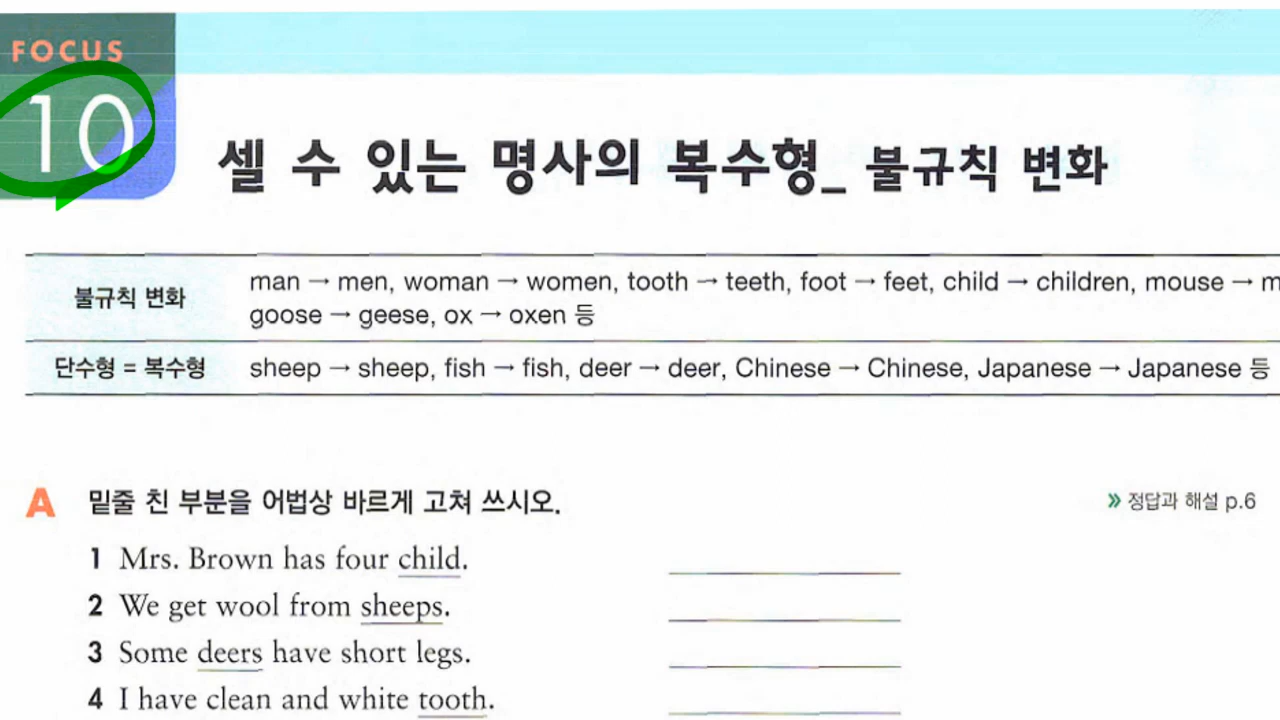 FOCUS
10
셀 수 있는 명사의 복수형_ 불규칙 변화
불규칙 변화
man → men, woman → women, tooth → teeth, foot → feet, child → children, mouse → m
goose → geese, ox → oxen 등
단수형 = 복수형
sheep → sheep, fish → fish, deer → deer, Chinese → Chinese, Japanese → Japanese 등
A 밑줄 친 부분을 어법상 바르게 고쳐 쓰시오.
» 정답과 해설 p.6
1 Mrs. Brown has four child.
2 We get wool from sheeps.
3 Some deers have short legs.
4 I have clean and white tooth.